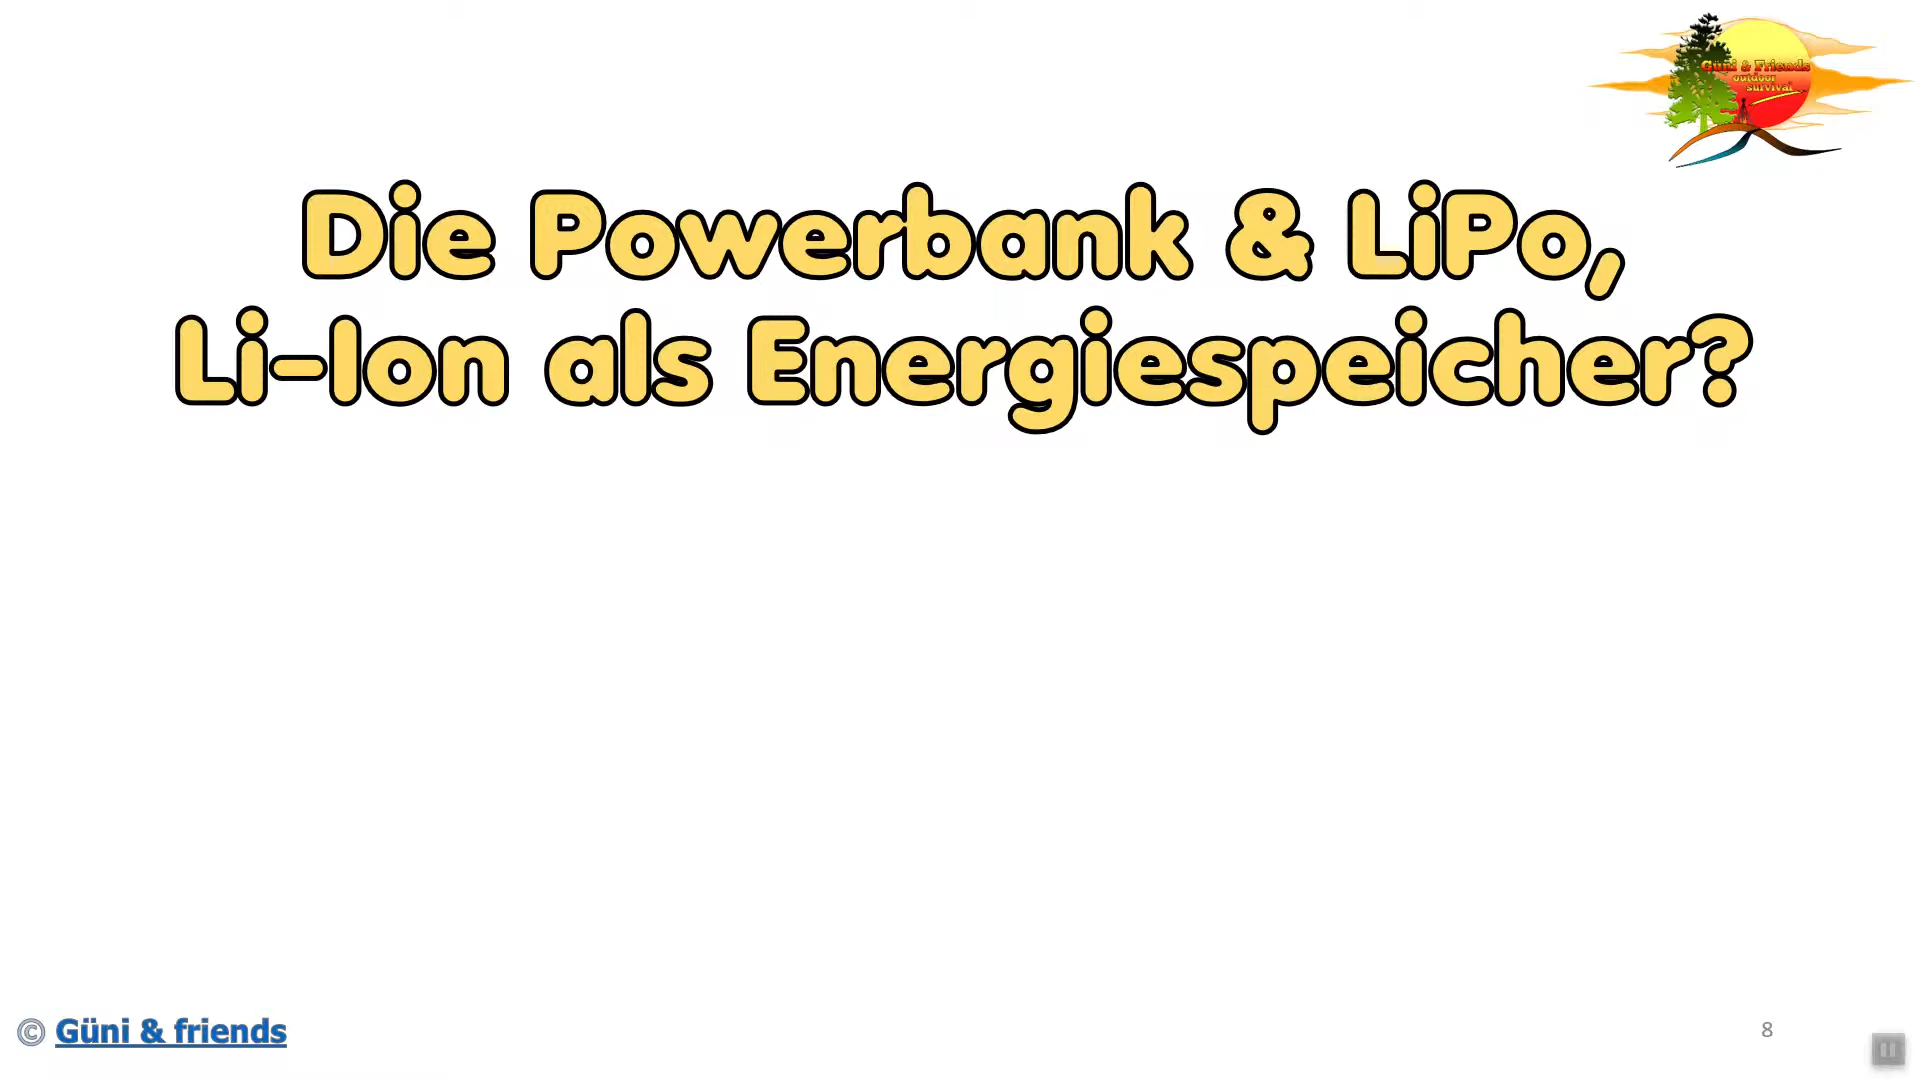 Güni & Friends
outdoor
survival
Die Powerbank & LiPo,
Li-Ion als Energiespeicher?
© Güni & friends
8